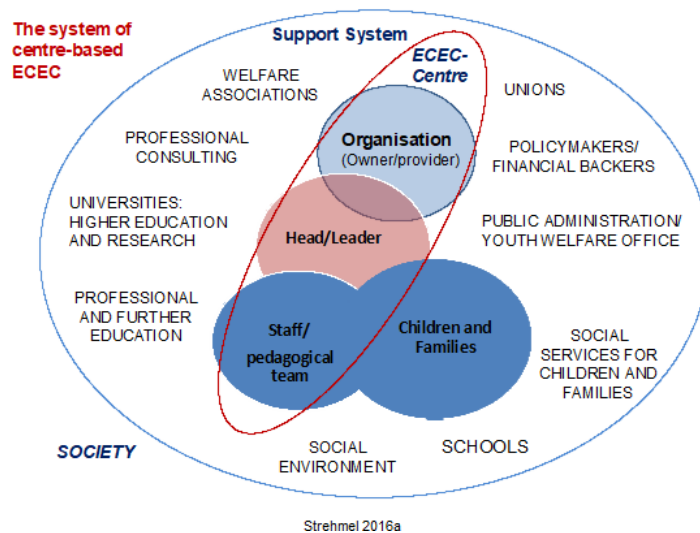 The system of
centre-based
ECEC
Support System
ECEC-
Centre
WELFARE
ASSOCIATIONS
UNIONS
PROFESSIONAL
CONSULTING
Organisation
(Owner/provider)
POLICYMAKERS/
FINANCIAL BACKERS
UNIVERSITIES:
HIGHER EDUCATION
AND RESEARCH
Head/Leader
PUBLIC ADMINISTRATION/
YOUTH WELFARE OFFICE
PROFESSIONAL
AND FURTHER
EDUCATION
Staff/
pedagogical
team
Children and
Families
SOCIAL
SERVICES FOR
CHILDREN AND
FAMILIES
SOCIETY
SOCIAL
ENVIRONMENT
SCHOOLS
Strehmel 2016a